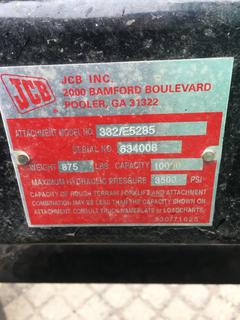 JCB
JCB INC.
2000 BAMFORD BOULEVARD
POOLER, GA 31322
ATTACHMENT MODEL NO. 332/E5285
SERIAL NO. 634008
WEIGHT 875 LBS. CAPACITY 10000
MAXIMUM HYDRAULIC PRESSURE 3500 PSI
CAPACITY OF ROUGH TERRAIN FORKLIFT AND ATTACHMENT
COMBINATION MAY BE LESS THAN CAPACITY SHOWN ON
ATTACHMENT. CONSULT TRUCK NAMEPLATE or LOADCHARTS.